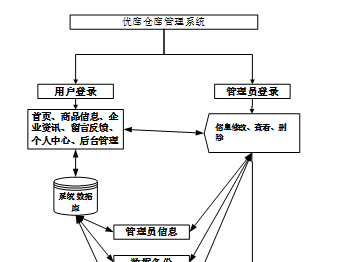 优库仓库管理系统
用户登录
管理员登录
首页、商品信息、企
业资讯、留言反馈、
个人中心、后台管理
信息修改、查看、删
除
系统数据
库
管理员信息
数据备份